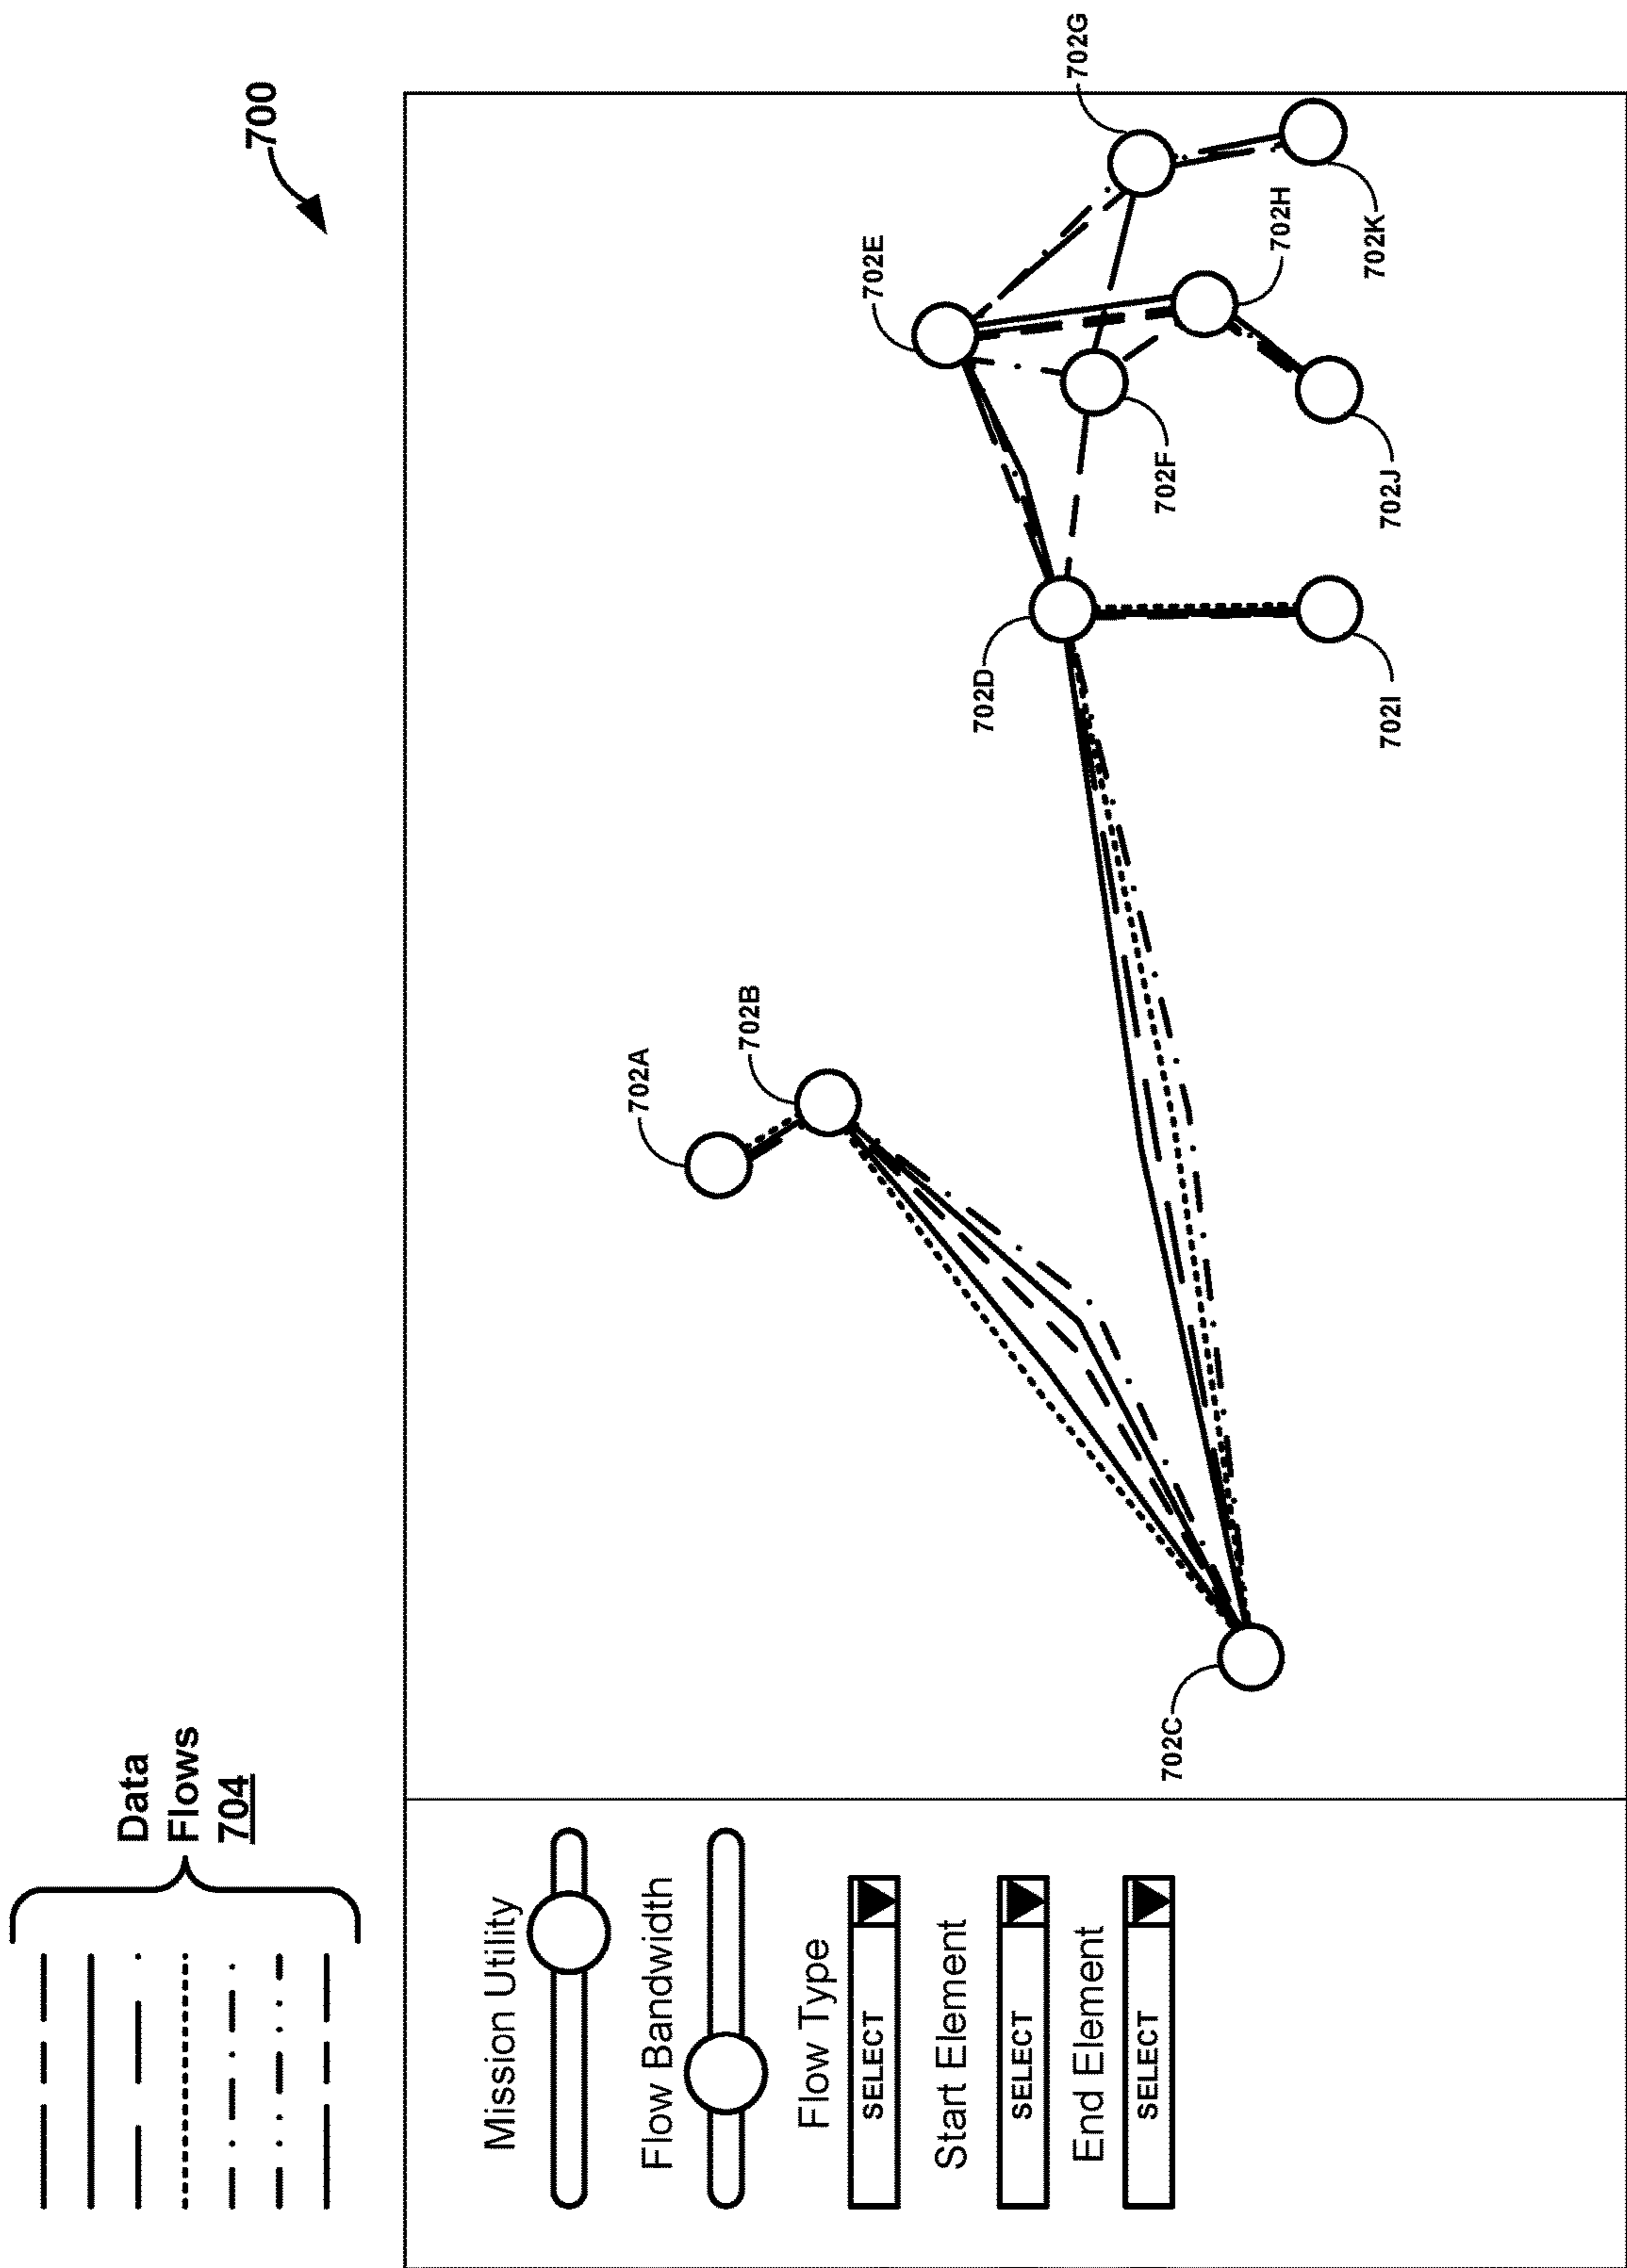 700
Data
Flows
704
Mission Utility
Flow Bandwidth
Flow Type
SELECT
Start Element
SELECT
End Element
SELECT
702A
702B
702C
702D
702E
702F
702G
702H
702I
702J
702K